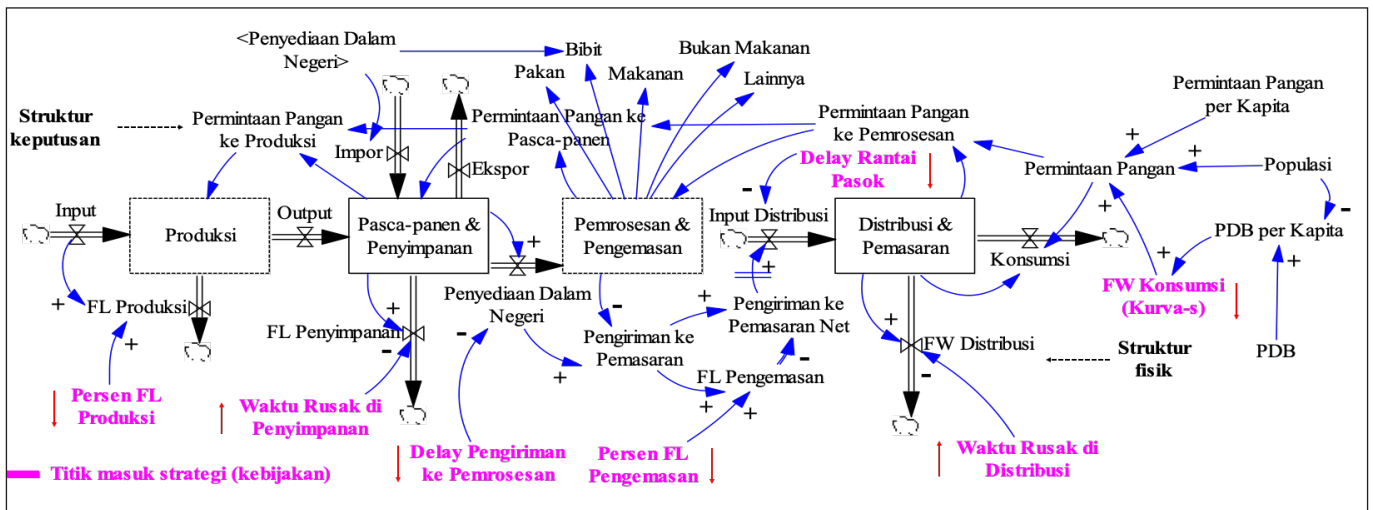 <Penyediaan Dalam
Negeri>
Bibit
Bukan Makanan
Pakan
Makanan
Lainnya
Permintaan Pangan
per Kapita
Struktur
keputusan
Permintaan Pangan
ke Produksi
Permintaan Pangan ke
Pasca-panen
Permintaan Pangan
ke Pemrosesan
Impor
Ekspor
Delay Rantai
Pasok
-
+
Permintaan Pangan
+
Populasi
Input
Output
Produksi
Pasca-panen &
Penyimpanan
+
Pemrosesan &
Pengemasan
Input Distribusi
+
Distribusi &
Pemasaran
Konsumsi
+
-
PDB per Kapita
+
+
FL Produksi
+
+
FL Penyimpanan
-
Penyediaan Dalam
Negeri
-
-
Pengiriman ke
Pemasaran
+
+
Pengiriman ke
Pemasaran Net
-
FL Pengemasan
+
+
+
FW Distribusi
-
FW Konsumsi
(Kurva-s)
+
PDB
Struktur
fisik
Persen FL
Produksi
Waktu Rusak di
Penyimpanan
Delay Pengiriman
ke Pemrosesan
Persen FL
Pengemasan
Waktu Rusak di
Distribusi
Titik masuk strategi (kebijakan)